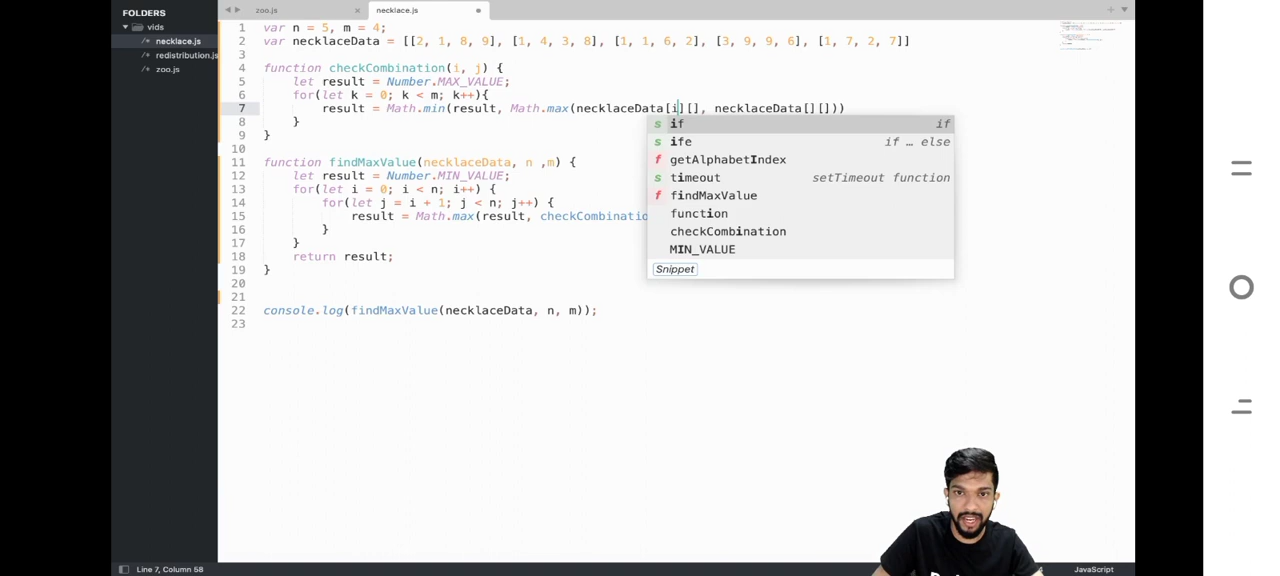 FOLDERS
vids
necklace.js
redistribution.js
zoo.js
zoo.js ×
necklace.js
1 var n = 5, m = 4;
2 var necklaceData = [[2, 1, 8, 9], [1, 4, 3, 8], [1, 1, 6, 2], [3, 9, 9, 6], [1, 7, 2, 7]]
3
4 function checkCombination(i, j) {
5 let result = Number.MAX_VALUE;
6 for(let k = 0; k < m; k++){
7 result = Math.min(result, Math.max(necklaceData[i][], necklaceData[][]))
8 }
9 }
10
11 function findMaxValue(necklaceData, n ,m) {
12 let result = Number.MIN_VALUE;
13 for(let i = 0; i < n; i++) {
14 for(let j = i + 1; j < n; j++) {
15 result = Math.max(result, checkCombinatio
16 }
17 }
18 return result;
19 }
20
21
22 console.log(findMaxValue(necklaceData, n, m));
23
s if if
s ife if … else
f getAlphabetIndex
s timeout setTimeout function
f findMaxValue
function
checkCombination
MIN_VALUE
Snippet
Line 7, Column 58
JavaScript